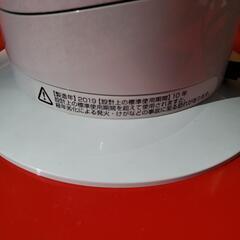 【製造年】2019【設計上の標準使用期間】10年
設計上の標準使用期間を超えて使用されますと、
経年劣化による発火・けがなどの事故に至る恐れがあります。